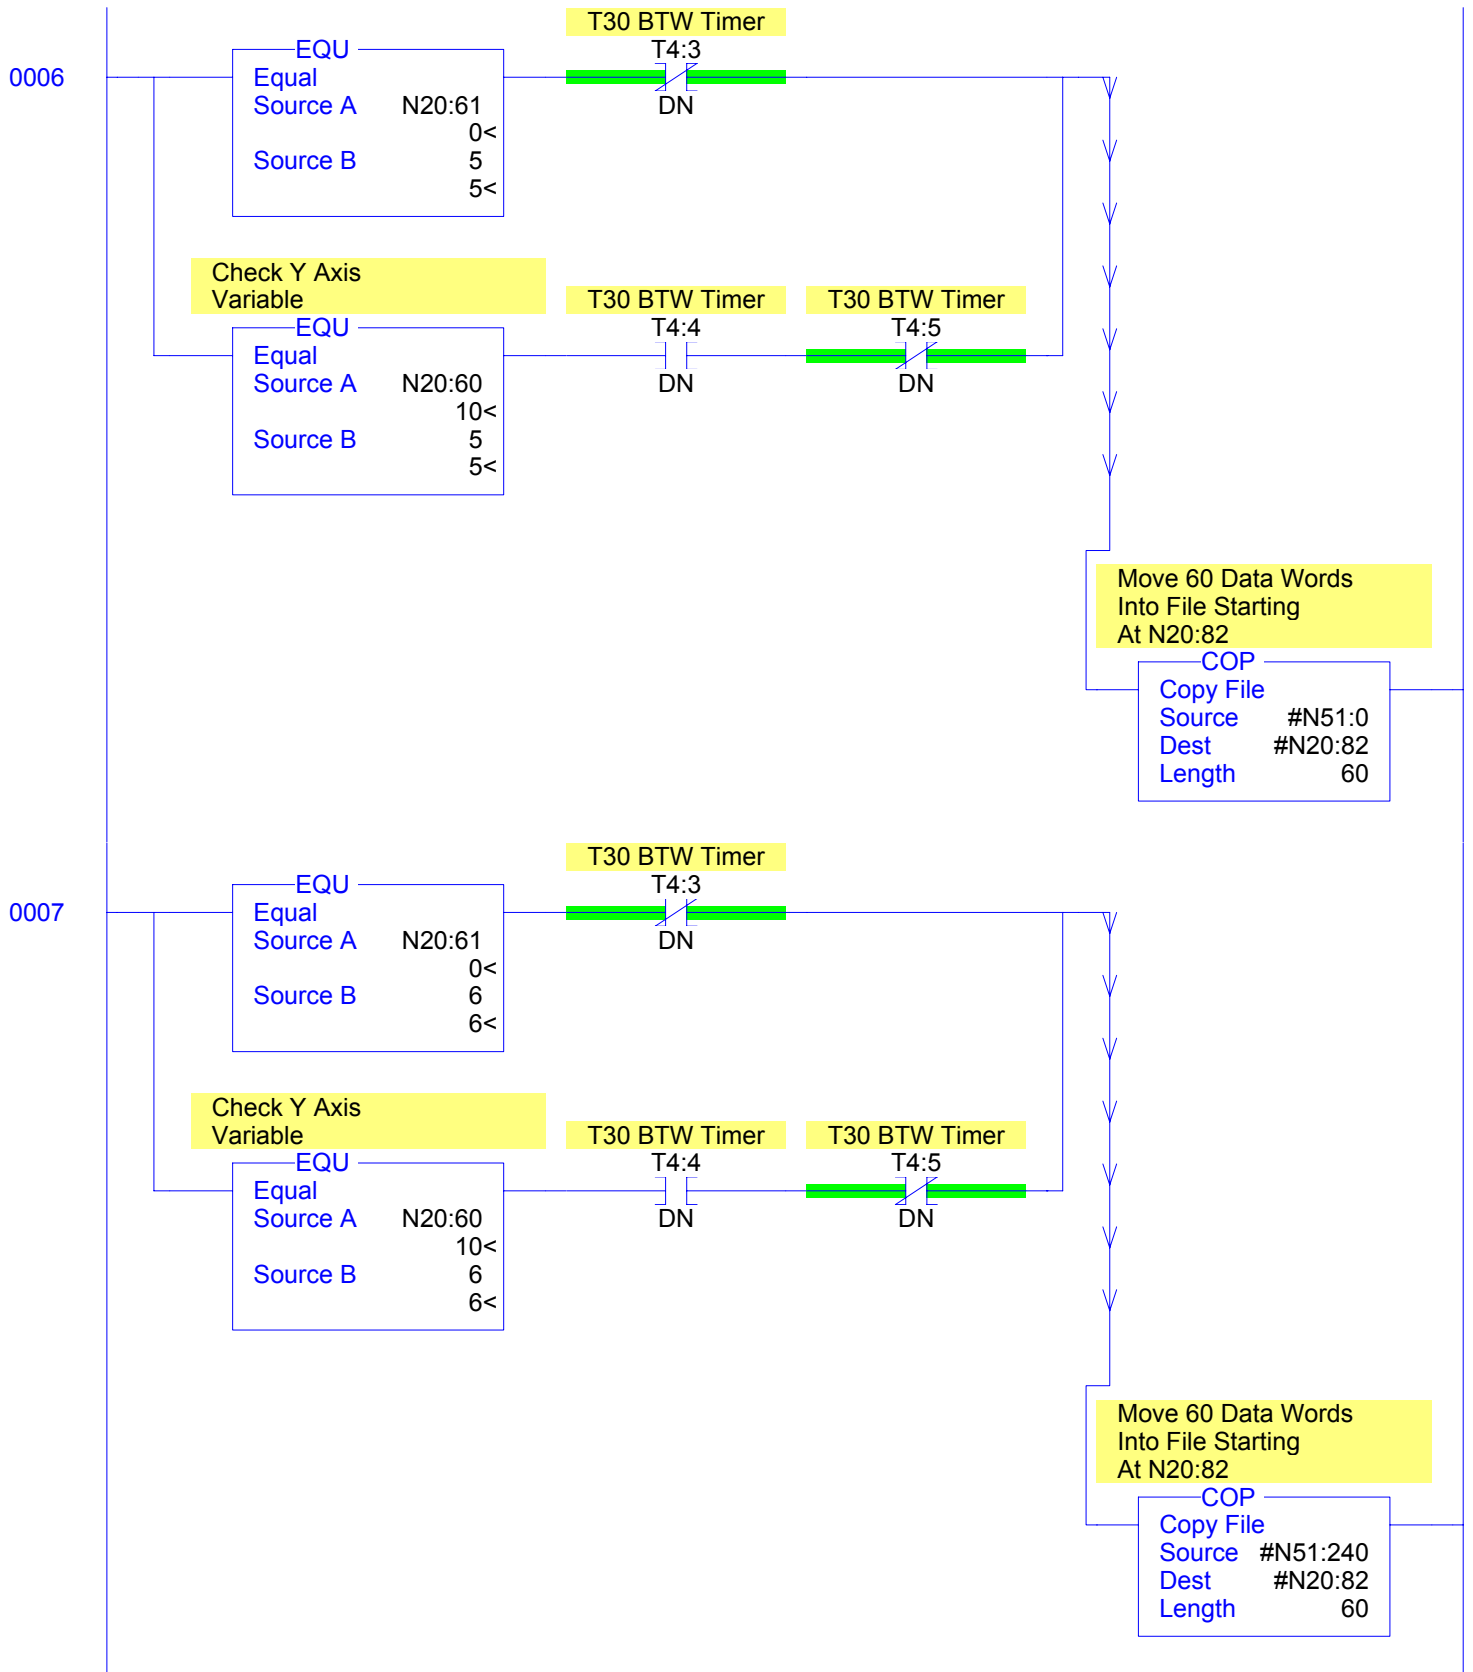 T30 BTW Timer
0006
EQU
Equal
Source A N20:61
0<
Source B 5
5<
T4:3
DN
Check Y Axis
Variable
EQU
Equal
Source A N20:60
10<
Source B 5
5<
T30 BTW Timer
T4:4
DN
T30 BTW Timer
T4:5
DN
Move 60 Data Words
Into File Starting
At N20:82
COP
Copy File
Source #N51:0
Dest #N20:82
Length 60
T30 BTW Timer
0007
EQU
Equal
Source A N20:61
0<
Source B 6
6<
T4:3
DN
Check Y Axis
Variable
EQU
Equal
Source A N20:60
10<
Source B 6
6<
T30 BTW Timer
T4:4
DN
T30 BTW Timer
T4:5
DN
Move 60 Data Words
Into File Starting
At N20:82
COP
Copy File
Source #N51:240
Dest #N20:82
Length 60